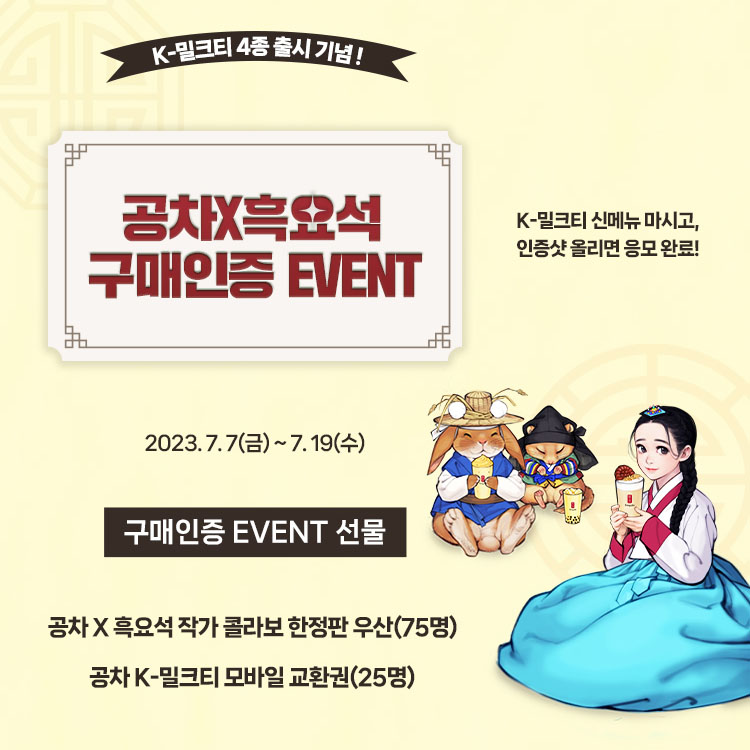 K-밀크티 4종 출시 기념!
공차X흑요석
구매인증 EVENT
K-밀크티 신메뉴 마시고,
인증샷 올리면 응모 완료!
2023. 7. 7(금) ~ 7. 19(수)
구매인증 EVENT 선물
공차 X 흑요석 작가 콜라보 한정판 우산(75명)
공차 K-밀크티 모바일 교환권(25명)